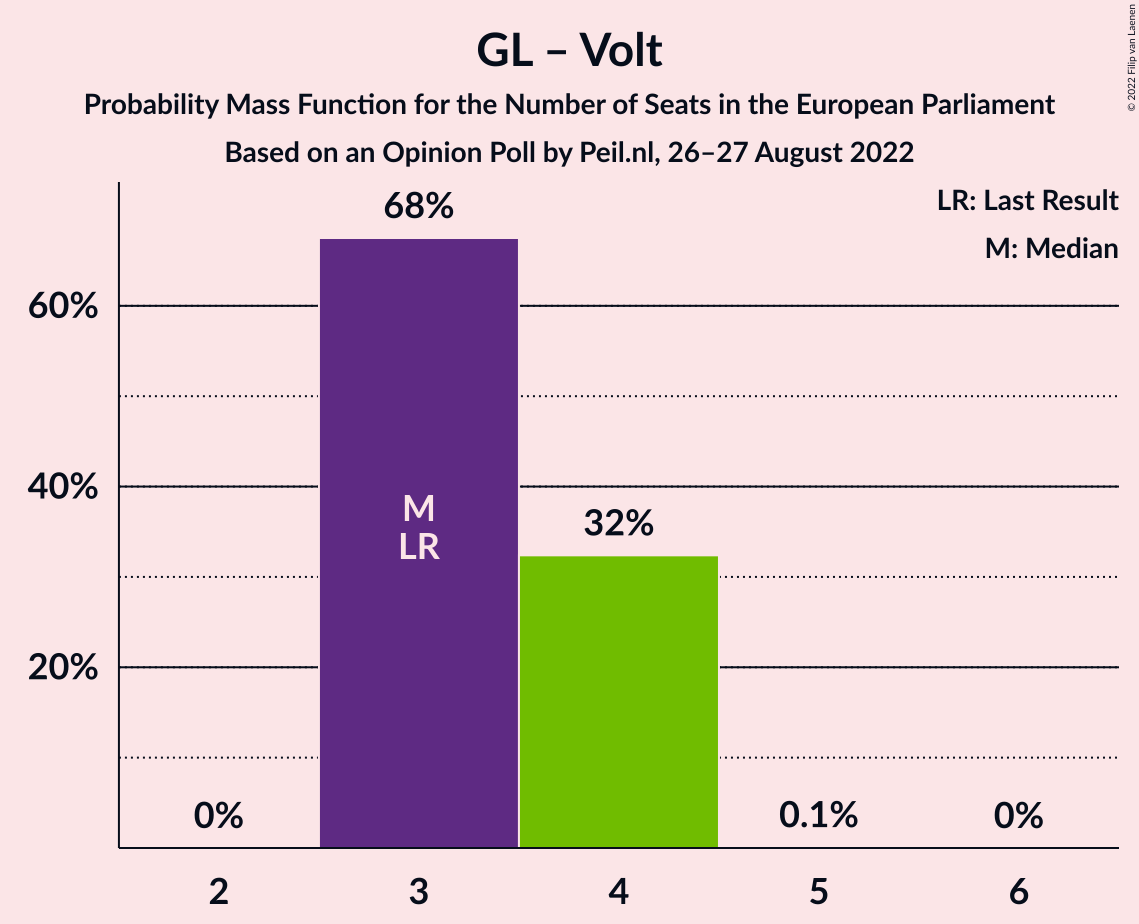 GL – Volt
Probability Mass Function for the Number of Seats in the European Parliament
Based on an Opinion Poll by Peil.nl, 26–27 August 2022
© 2022 Filip van Laenen
LR: Last Result
M: Median
68%
60%
40%
M
LR
32%
20%
0%
0.1%
0%
2
3
4
5
6